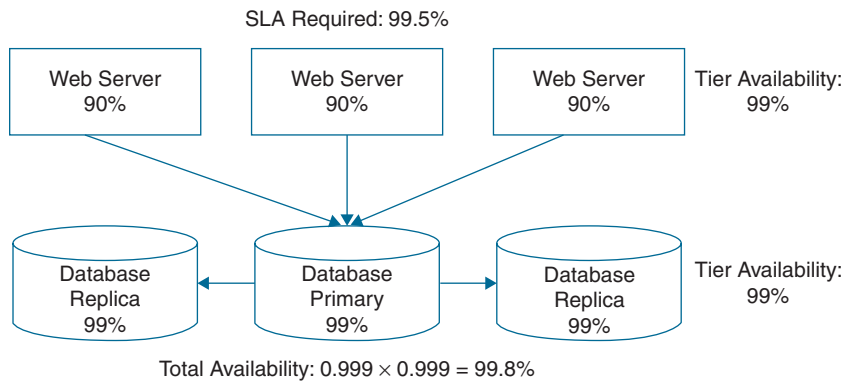 SLA Required: 99.5%
Web Server
90%
Web Server
90%
Web Server
90%
Tier Availability:
99%
Database
Replica
99%
Database
Primary
99%
Database
Replica
99%
Tier Availability:
99%
Total Availability: 0.999 × 0.999 = 99.8%